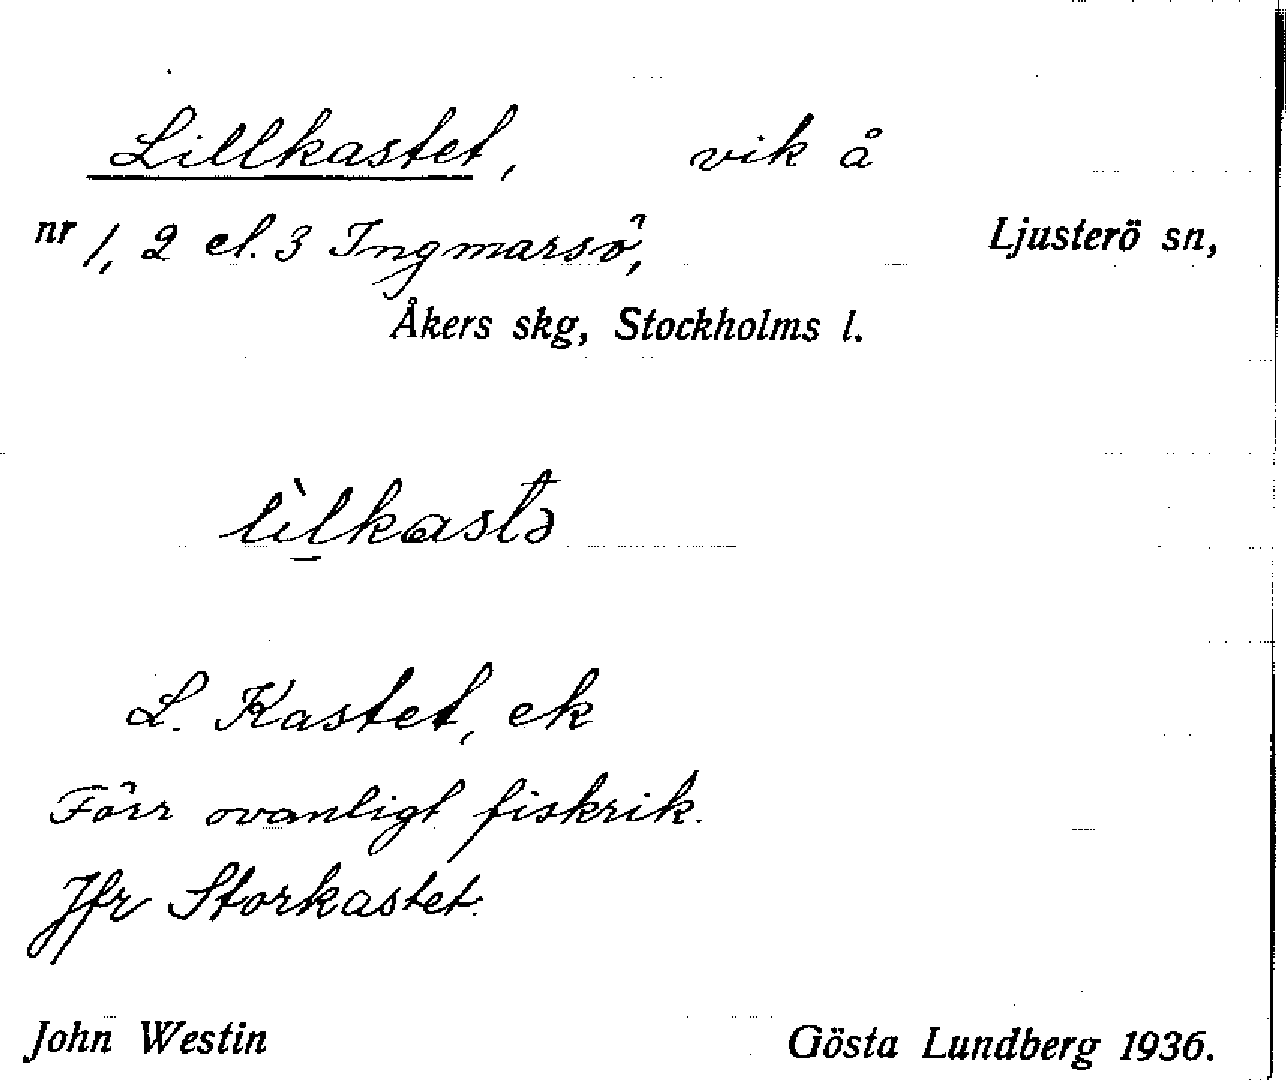 Lillkastet, vik å
nr 1, 2 el. 3 Ingmarsö, Ljusterö sn,
Åkers skg, Stockholms l.
lìlkastə
L. Kastet, ek
Förr ovanligt fiskrik.
Jfr Storkastet.
John Westin Gösta Lundberg 1936.